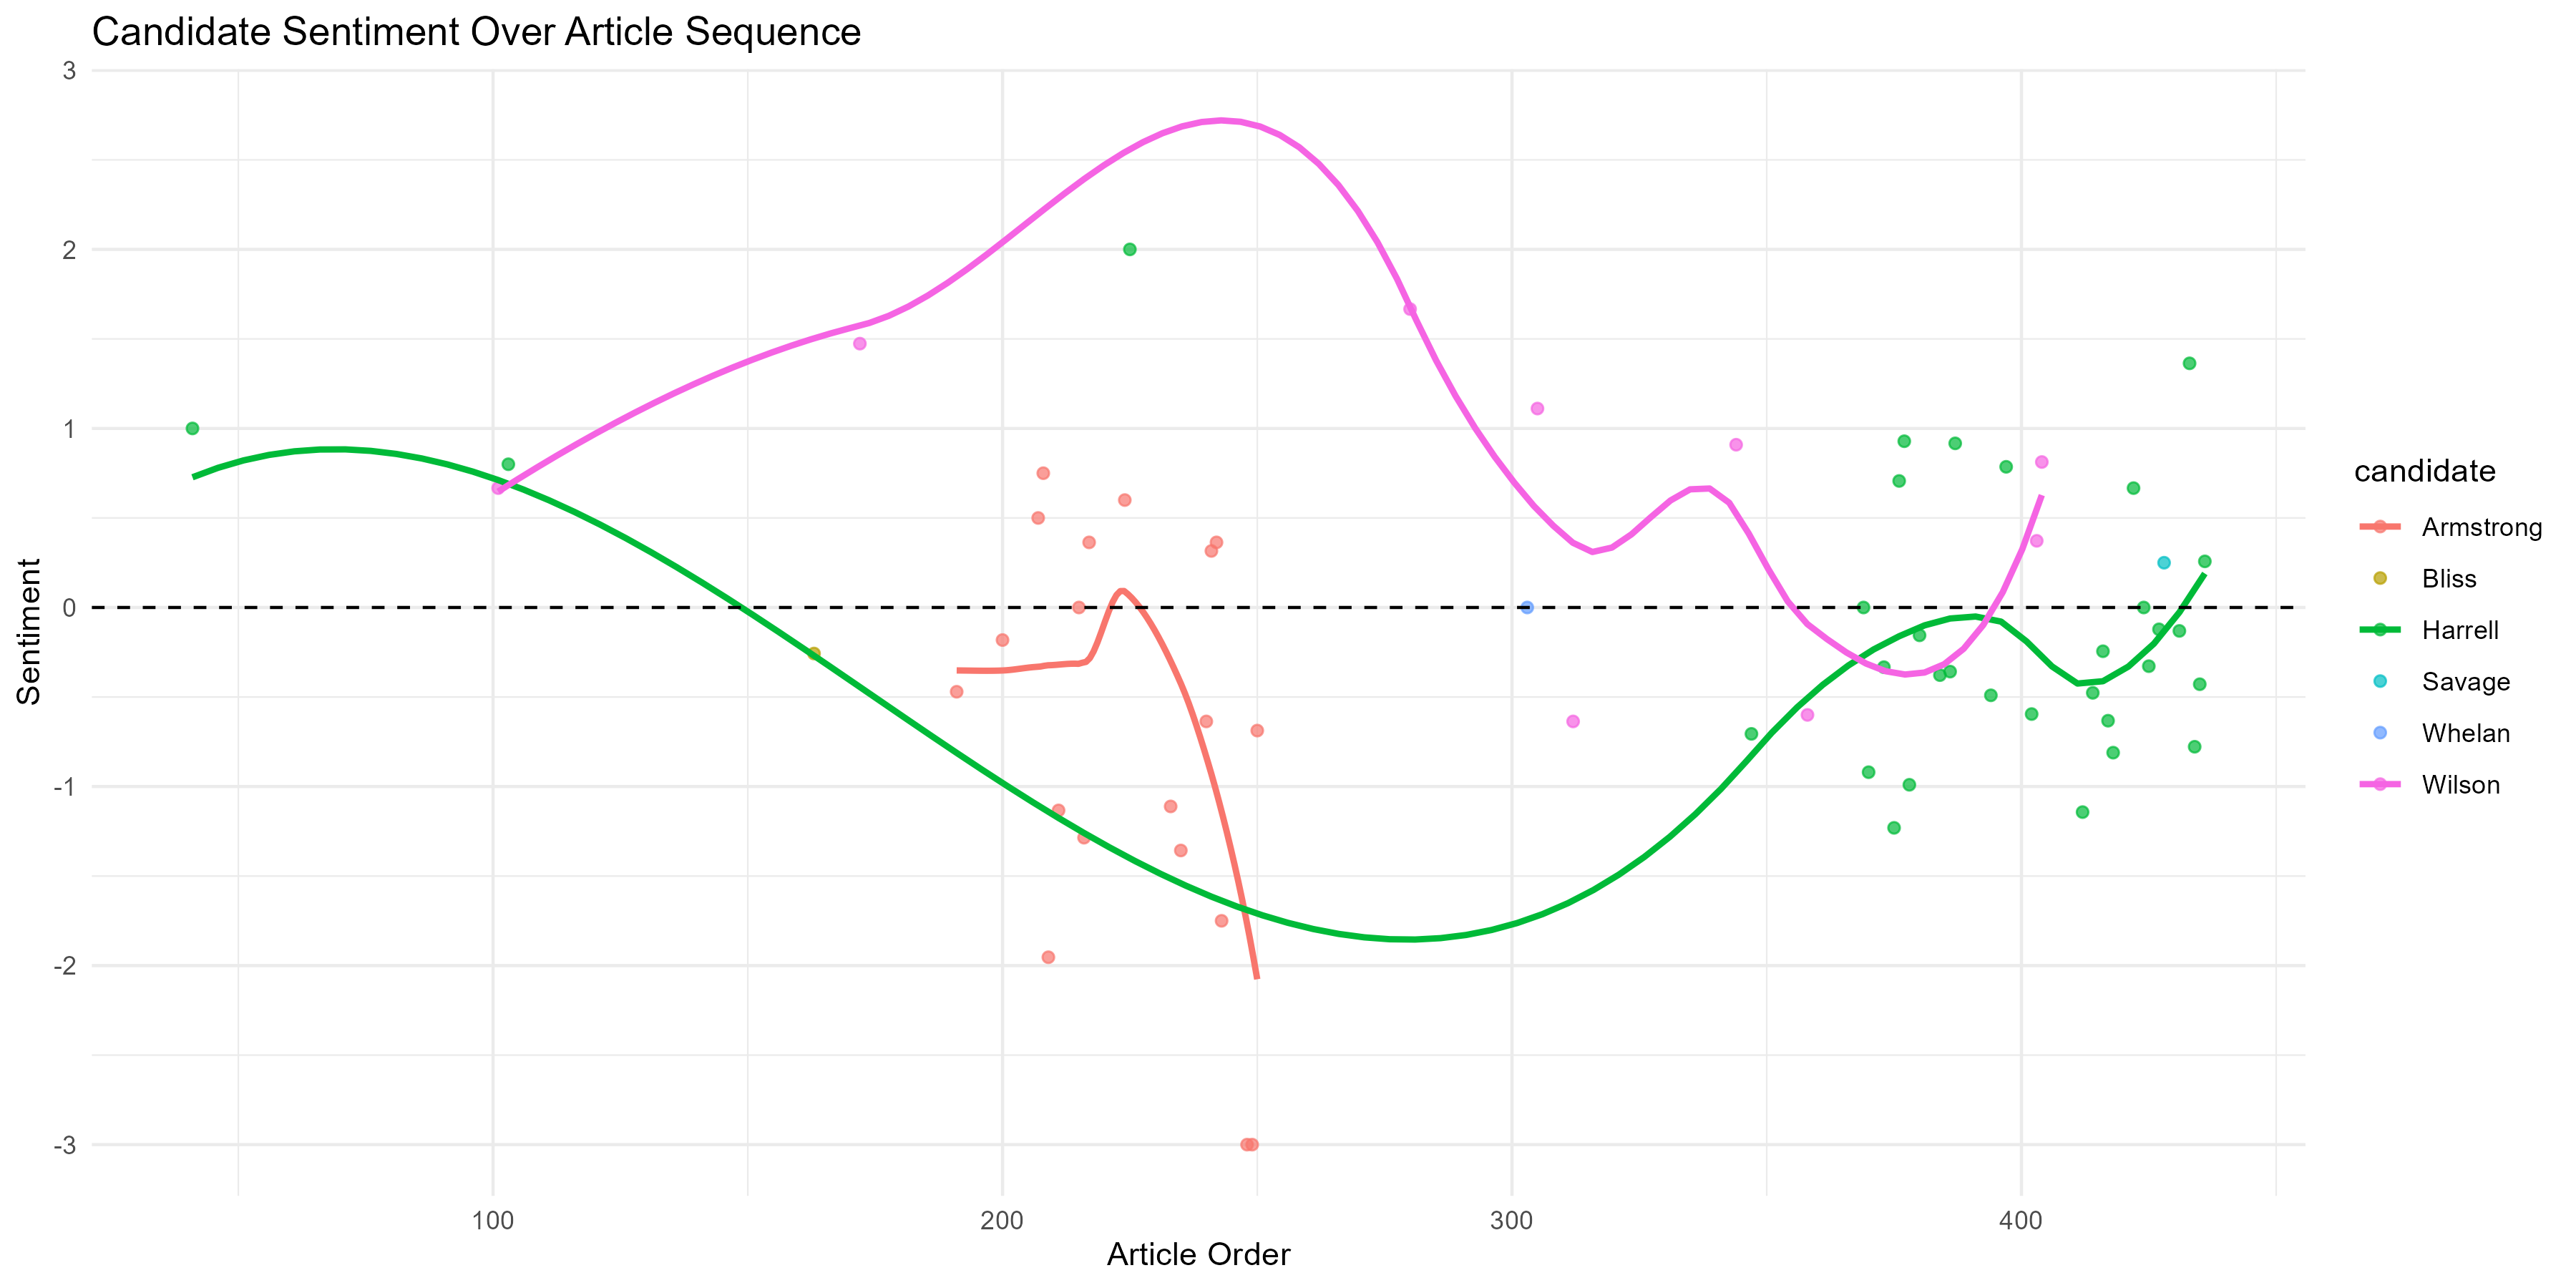 Candidate Sentiment Over Article Sequence
3
2
1
0
-1
-2
-3
Sentiment
100 200 300 400
Article Order
candidate
Armstrong
Bliss
Harrell
Savage
Whelan
Wilson